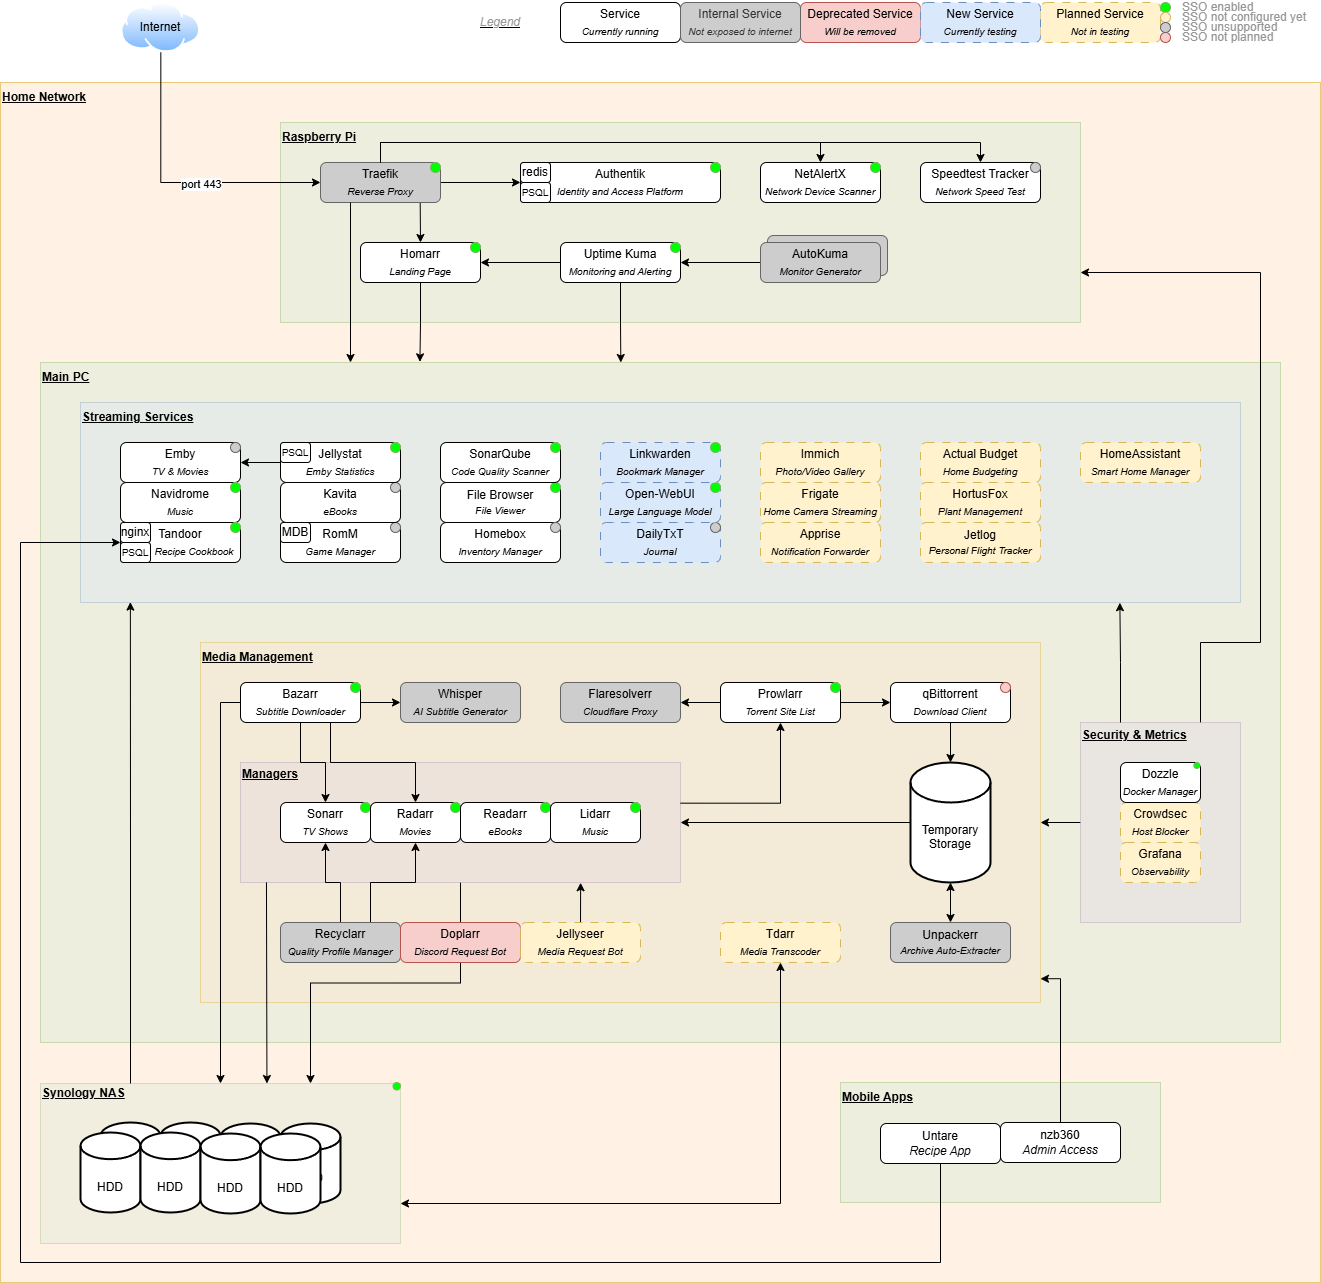 Internet
Legend
Service
Currently running
Internal Service
Not exposed to internet
Deprecated Service
Will be removed
New Service
Currently testing
Planned Service
Not in testing
SSO enabled
SSO not configured yet
SSO unsupported
SSO not planned
Home Network
port 443
Raspberry Pi
Traefik
Reverse Proxy
redis
PSQL
Authentik
Identity and Access Platform
NetAlertX
Network Device Scanner
Speedtest Tracker
Network Speed Test
Homarr
Landing Page
Uptime Kuma
Monitoring and Alerting
AutoKuma
Monitor Generator
Main PC
Streaming Services
Emby
TV & Movies
Navidrome
Music
nginx
PSQL
Tandoor
Recipe Cookbook
PSQL
Jellystat
Emby Statistics
Kavita
eBooks
MDB
RomM
Game Manager
SonarQube
Code Quality Scanner
File Browser
File Viewer
Homebox
Inventory Manager
Linkwarden
Bookmark Manager
Open-WebUI
Large Language Model
DailyTxT
Journal
Immich
Photo/Video Gallery
Frigate
Home Camera Streaming
Apprise
Notification Forwarder
Actual Budget
Home Budgeting
HortusFox
Plant Management
Jetlog
Personal Flight Tracker
HomeAssistant
Smart Home Manager
Media Management
Bazarr
Subtitle Downloader
Whisper
AI Subtitle Generator
Flaresolverr
Cloudflare Proxy
Prowlarr
Torrent Site List
qBittorrent
Download Client
Managers
Sonarr
TV Shows
Radarr
Movies
Readarr
eBooks
Lidarr
Music
Temporary
Storage
Recyclarr
Quality Profile Manager
Doplarr
Discord Request Bot
Jellyseer
Media Request Bot
Tdarr
Media Transcoder
Unpackerr
Archive Auto-Extracter
Security & Metrics
Dozzle
Docker Manager
Crowdsec
Host Blocker
Grafana
Observability
Synology NAS
HDD
HDD
HDD
HDD
Mobile Apps
Untare
Recipe App
nzb360
Admin Access